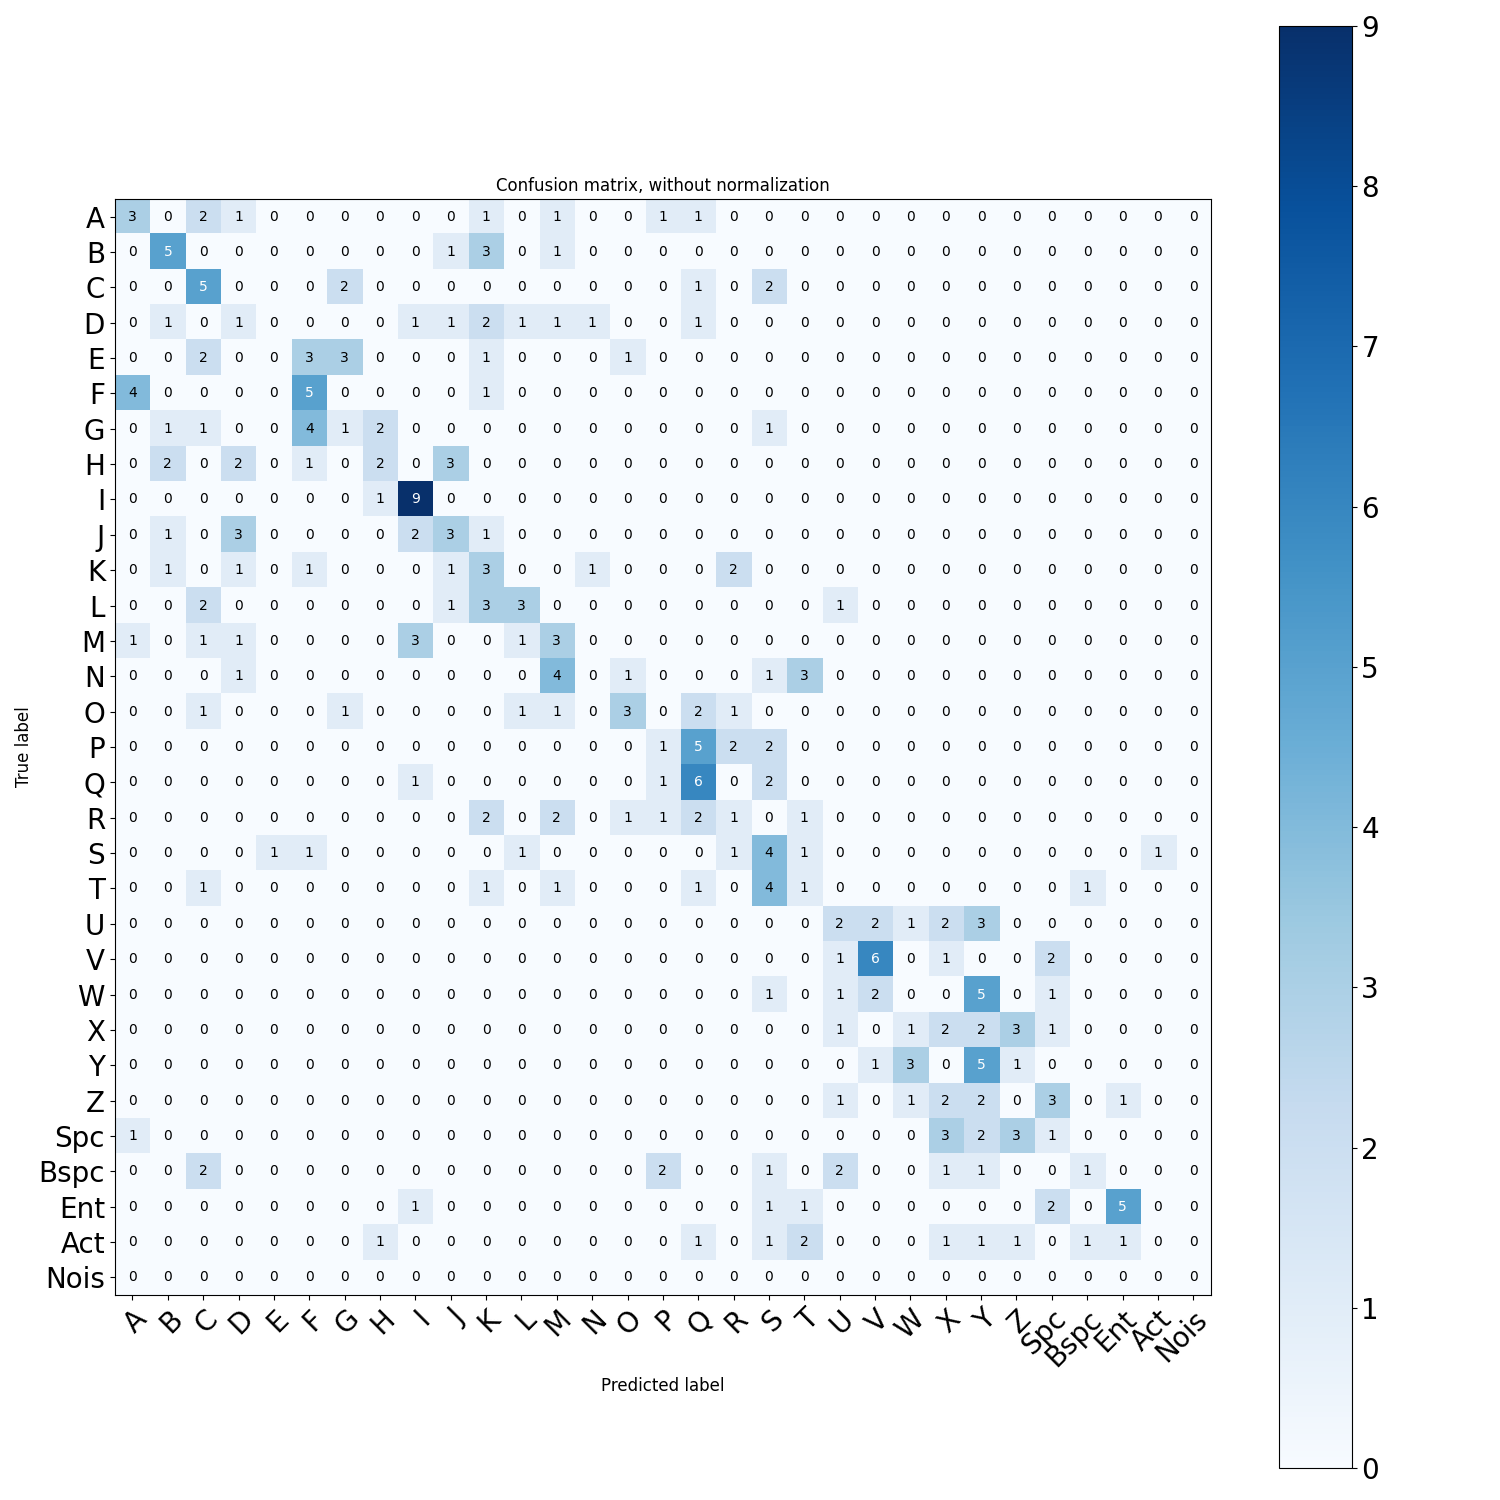 Confusion matrix, without normalization
A 3 0 2 1 0 0 0 0 0 0 1 0 1 0 0 1 1 0 0 0 0 0 0 0 0 0 0 0 0 0 0
B 0 5 0 0 0 0 0 0 0 1 3 0 1 0 0 0 0 0 0 0 0 0 0 0 0 0 0 0 0 0 0
C 0 0 5 0 0 0 2 0 0 0 0 0 0 0 0 0 1 0 2 0 0 0 0 0 0 0 0 0 0 0 0
D 0 1 0 1 0 0 0 0 1 1 2 1 1 1 0 0 1 0 0 0 0 0 0 0 0 0 0 0 0 0 0
E 0 0 2 0 0 3 3 0 0 0 1 0 0 0 1 0 0 0 0 0 0 0 0 0 0 0 0 0 0 0 0
F 4 0 0 0 0 5 0 0 0 0 1 0 0 0 0 0 0 0 0 0 0 0 0 0 0 0 0 0 0 0 0
G 0 1 1 0 0 4 1 2 0 0 0 0 0 0 0 0 0 0 1 0 0 0 0 0 0 0 0 0 0 0 0
H 0 2 0 2 0 1 0 2 0 3 0 0 0 0 0 0 0 0 0 0 0 0 0 0 0 0 0 0 0 0 0
I 0 0 0 0 0 0 0 1 9 0 0 0 0 0 0 0 0 0 0 0 0 0 0 0 0 0 0 0 0 0 0
J 0 1 0 3 0 0 0 0 2 3 1 0 0 0 0 0 0 0 0 0 0 0 0 0 0 0 0 0 0 0 0
K 0 1 0 1 0 1 0 0 0 1 3 0 0 1 0 0 0 2 0 0 0 0 0 0 0 0 0 0 0 0 0
L 0 0 2 0 0 0 0 0 0 1 3 3 0 0 0 0 0 0 0 0 1 0 0 0 0 0 0 0 0 0 0
M 1 0 1 1 0 0 0 0 3 0 0 1 3 0 0 0 0 0 0 0 0 0 0 0 0 0 0 0 0 0 0
N 0 0 0 1 0 0 0 0 0 0 0 0 4 0 1 0 0 0 1 3 0 0 0 0 0 0 0 0 0 0 0
O 0 0 1 0 0 0 1 0 0 0 0 1 1 0 3 0 2 1 0 0 0 0 0 0 0 0 0 0 0 0 0
P 0 0 0 0 0 0 0 0 0 0 0 0 0 0 0 1 5 2 2 0 0 0 0 0 0 0 0 0 0 0 0
Q 0 0 0 0 0 0 0 0 1 0 0 0 0 0 0 1 6 0 2 0 0 0 0 0 0 0 0 0 0 0 0
R 0 0 0 0 0 0 0 0 0 0 2 0 2 0 1 1 2 1 0 1 0 0 0 0 0 0 0 0 0 0 0
S 0 0 0 0 1 1 0 0 0 0 0 1 0 0 0 0 0 1 4 1 0 0 0 0 0 0 0 0 0 1 0
T 0 0 1 0 0 0 0 0 0 0 1 0 1 0 0 0 1 0 4 1 0 0 0 0 0 0 0 1 0 0 0
U 0 0 0 0 0 0 0 0 0 0 0 0 0 0 0 0 0 0 0 0 2 2 1 2 3 0 0 0 0 0 0
V 0 0 0 0 0 0 0 0 0 0 0 0 0 0 0 0 0 0 0 0 1 6 0 1 0 0 2 0 0 0 0
W 0 0 0 0 0 0 0 0 0 0 0 0 0 0 0 0 0 0 1 0 1 2 0 0 5 0 1 0 0 0 0
X 0 0 0 0 0 0 0 0 0 0 0 0 0 0 0 0 0 0 0 0 1 0 1 2 2 3 1 0 0 0 0
Y 0 0 0 0 0 0 0 0 0 0 0 0 0 0 0 0 0 0 0 0 0 1 3 0 5 1 0 0 0 0 0
Z 0 0 0 0 0 0 0 0 0 0 0 0 0 0 0 0 0 0 0 0 1 0 1 2 2 0 3 0 1 0 0
Spc 1 0 0 0 0 0 0 0 0 0 0 0 0 0 0 0 0 0 0 0 0 0 0 3 2 3 1 0 0 0 0
Bspc 0 0 2 0 0 0 0 0 0 0 0 0 0 0 0 2 0 0 1 0 2 0 0 1 1 0 0 1 0 0 0
Ent 0 0 0 0 0 0 0 0 1 0 0 0 0 0 0 0 0 0 1 1 0 0 0 0 0 0 2 0 5 0 0
Act 0 0 0 0 0 0 0 1 0 0 0 0 0 0 0 0 1 0 1 2 0 0 0 1 1 1 0 1 1 0 0
Nois 0 0 0 0 0 0 0 0 0 0 0 0 0 0 0 0 0 0 0 0 0 0 0 0 0 0 0 0 0 0 0
A B C D E F G H I J K L M N O P Q R S T U V W X Y Z Spc Bspc Ent Act Nois
Predicted label
True label
9
8
7
6
5
4
3
2
1
0